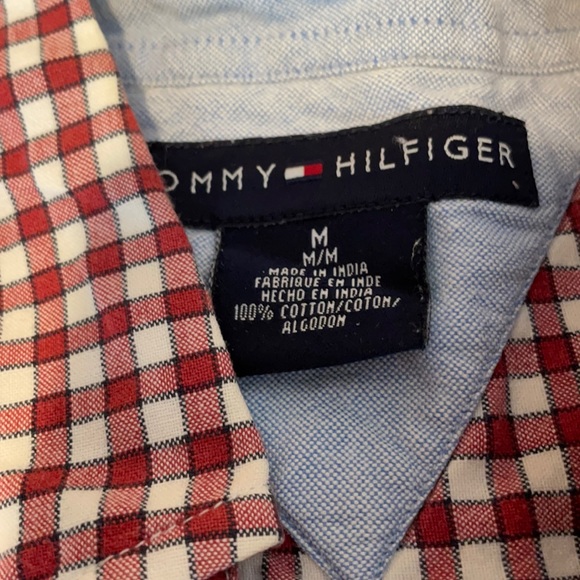 OMMY HILFIGER
M
M/M
MADE IN INDIA
FABRIQUE EN INDE
HECHO EN INDIA
100% COTTON/COTON/
ALGODON